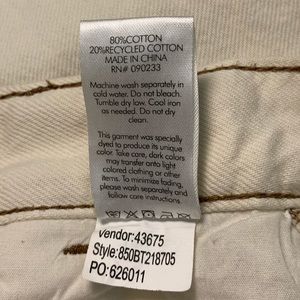 80%COTTON
20%RECYCLED COTTON
MADE IN CHINA
RN# 090233
Machine wash separately in
cold water. Do not bleach.
Tumble dry low. Cool iron
as needed. Do not dry
clean.
This garment was specially
dyed to produce its unique
color. Take care, dark colors
may transfer onto light
colored clothing or other
items. To minimize fading,
please wash separately and
follow care instructions.
Vendor:43675
Style:850BT218705
PO:626011